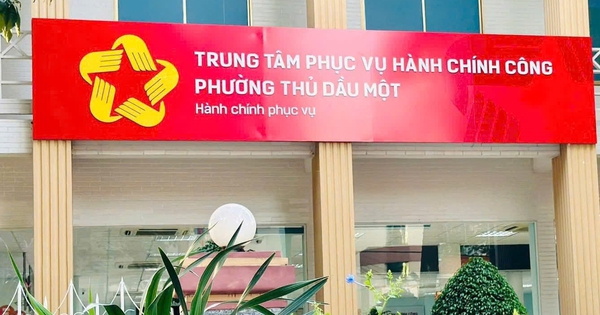 TRUNG TÂM PHỤC VỤ HÀNH CHÍNH CÔNG
PHƯỜNG THỦ DẦU MỘT
Hành chính phục vụ